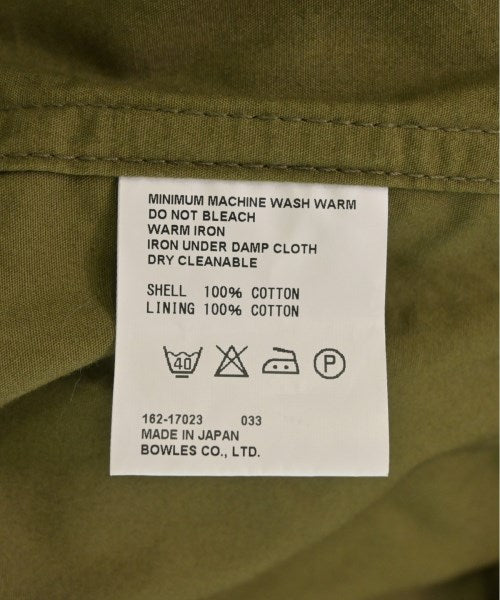 MINIMUM MACHINE WASH WARM
DO NOT BLEACH
WARM IRON
IRON UNDER DAMP CLOTH
DRY CLEANABLE
SHELL 100% COTTON
LINING 100% COTTON
40 P
162-17023 033
MADE IN JAPAN
BOWLES CO., LTD.